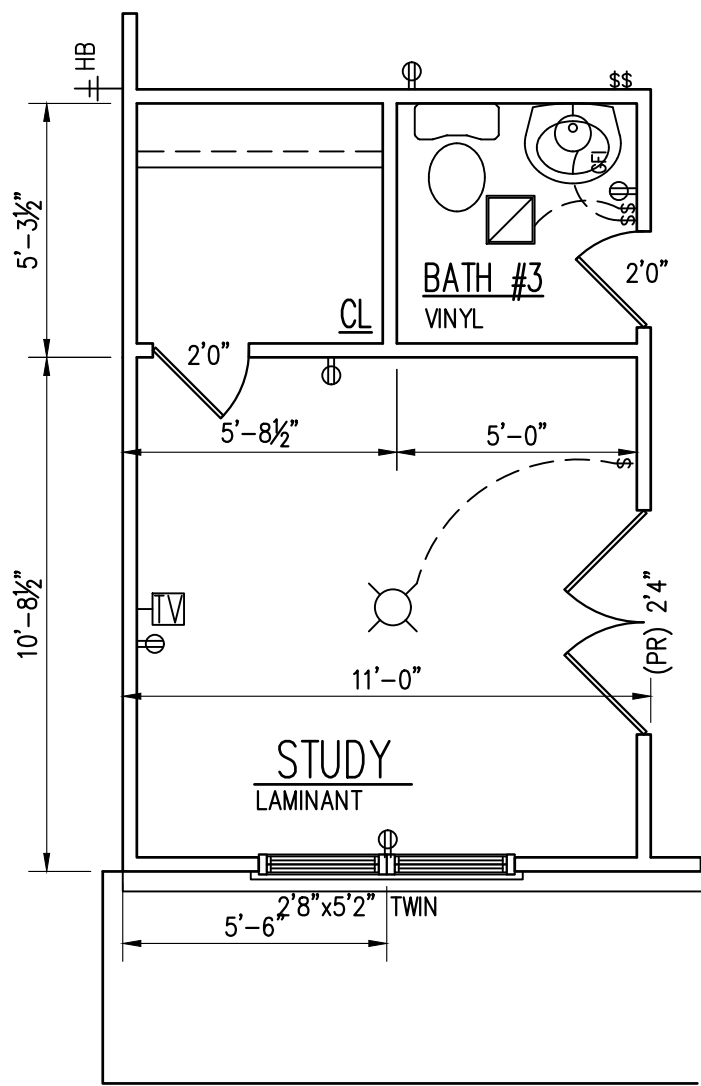 HB
$$
5'-3½"
GFI
$$
BATH #3
VINYL
2'0"
CL
2'0"
5'-8½"
5'-0"
$
10'-8½"
TV
(PR) 2'4"
11'-0"
STUDY
LAMINANT
2'8"x5'2" TWIN
5'-6"